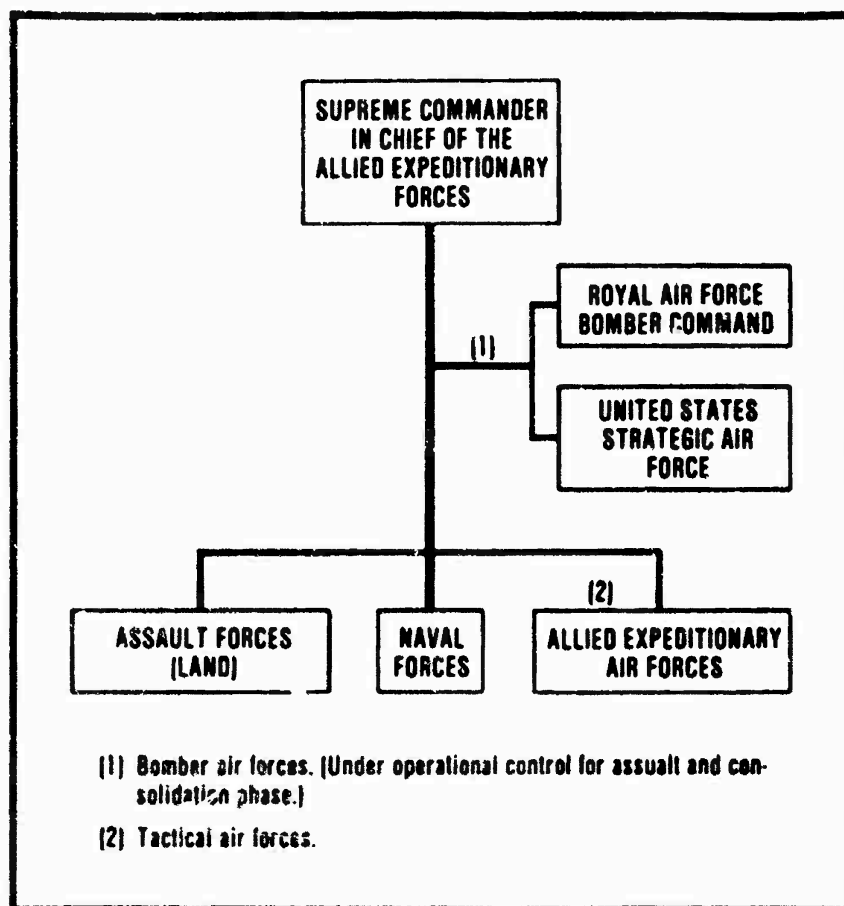 SUPREME COMMANDER
IN CHIEF OF THE
ALLIED EXPEDITIONARY
FORCES
(1)
ROYAL AIR FORCE
BOMBER COMMAND
UNITED STATES
STRATEGIC AIR
FORCE
ASSAULT FORCES
(LAND)
NAVAL
FORCES
(2)
ALLIED EXPEDITIONARY
AIR FORCES
(1) Bomber air forces. (Under operational control for assualt and con-
solidation phase.)
(2) Tactical air forces.